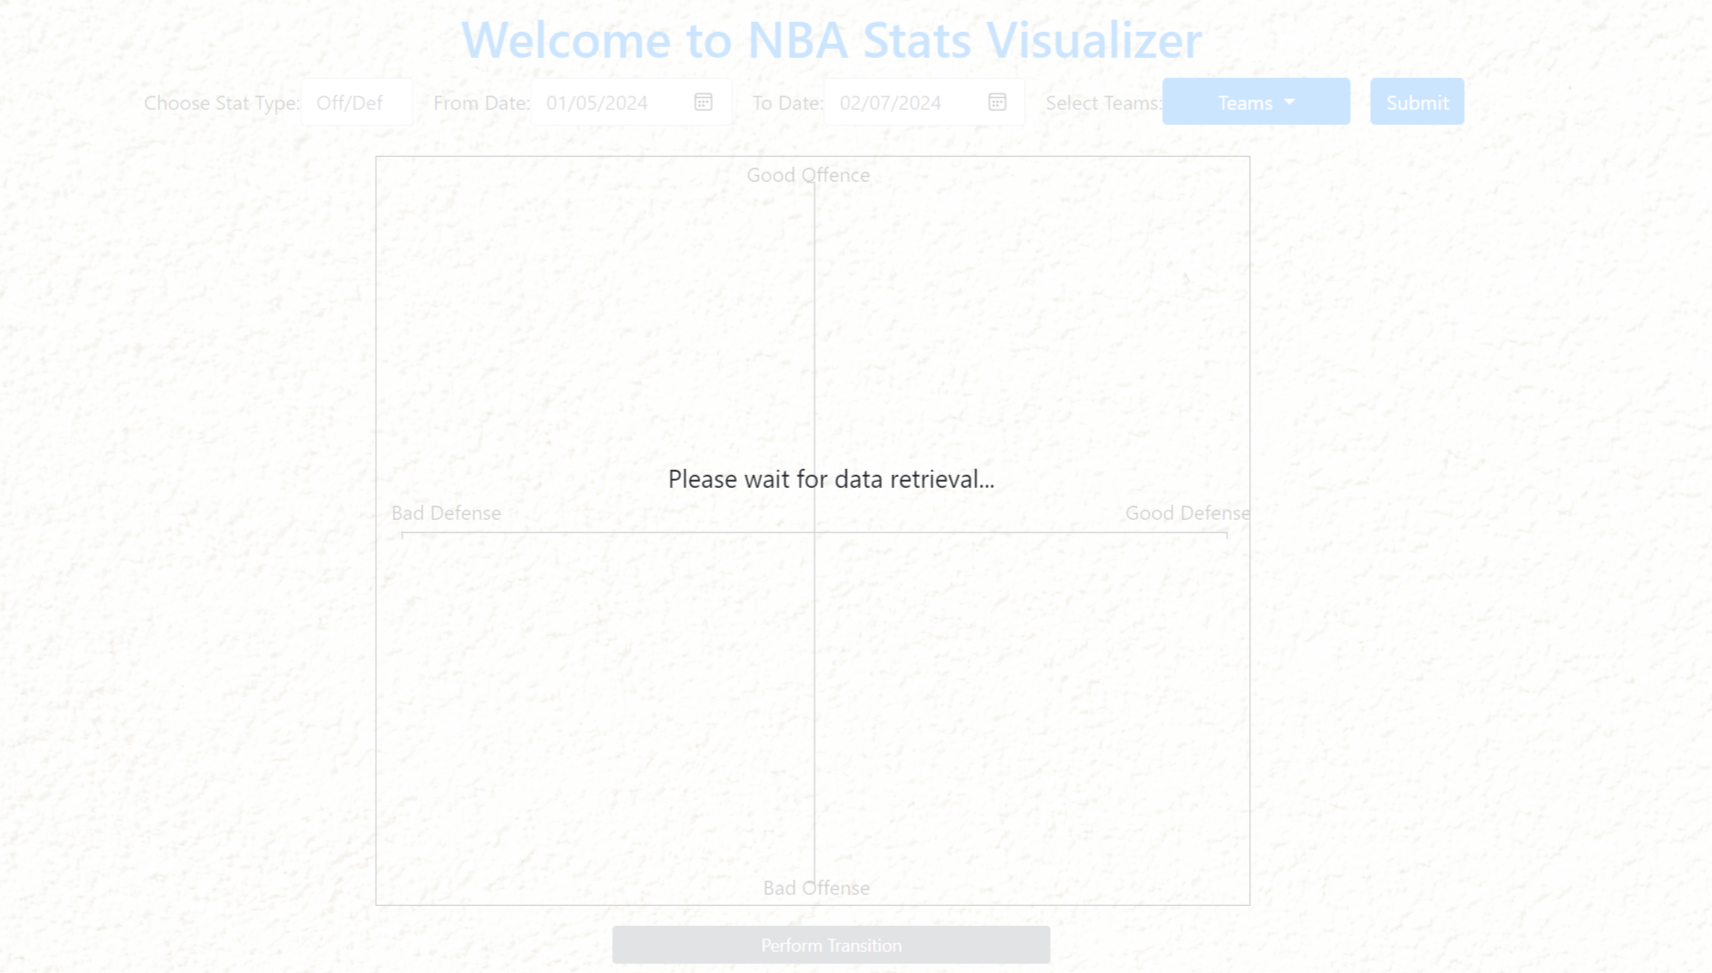 Welcome to NBA Stats Visualizer
Choose Stat Type: Off/Def From Date: 01/05/2024 To Date: 02/07/2024 Select Teams: Teams Submit
Good Offence
Please wait for data retrieval...
Bad Defense Good Defense
Bad Offense
Perform Transition